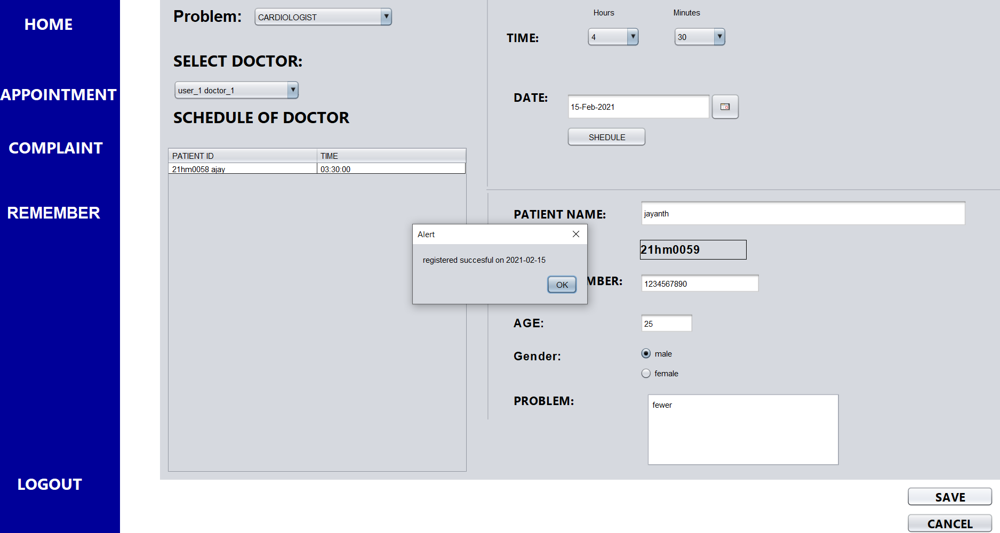 HOME
APPOINTMENT
COMPLAINT
REMEMBER
LOGOUT
Problem: CARDIOLOGIST
SELECT DOCTOR:
user_1 doctor_1
SCHEDULE OF DOCTOR
PATIENT ID TIME
21hm0058 ajay 03:30:00
Hours Minutes
TIME: 4 30
DATE: 15-Feb-2021
SHEDULE
PATIENT NAME: jayanth
21hm0059
MBER: 1234567890
AGE: 25
Gender: male
female
PROBLEM: fewer
Alert
registered succesful on 2021-02-15
OK
SAVE
CANCEL